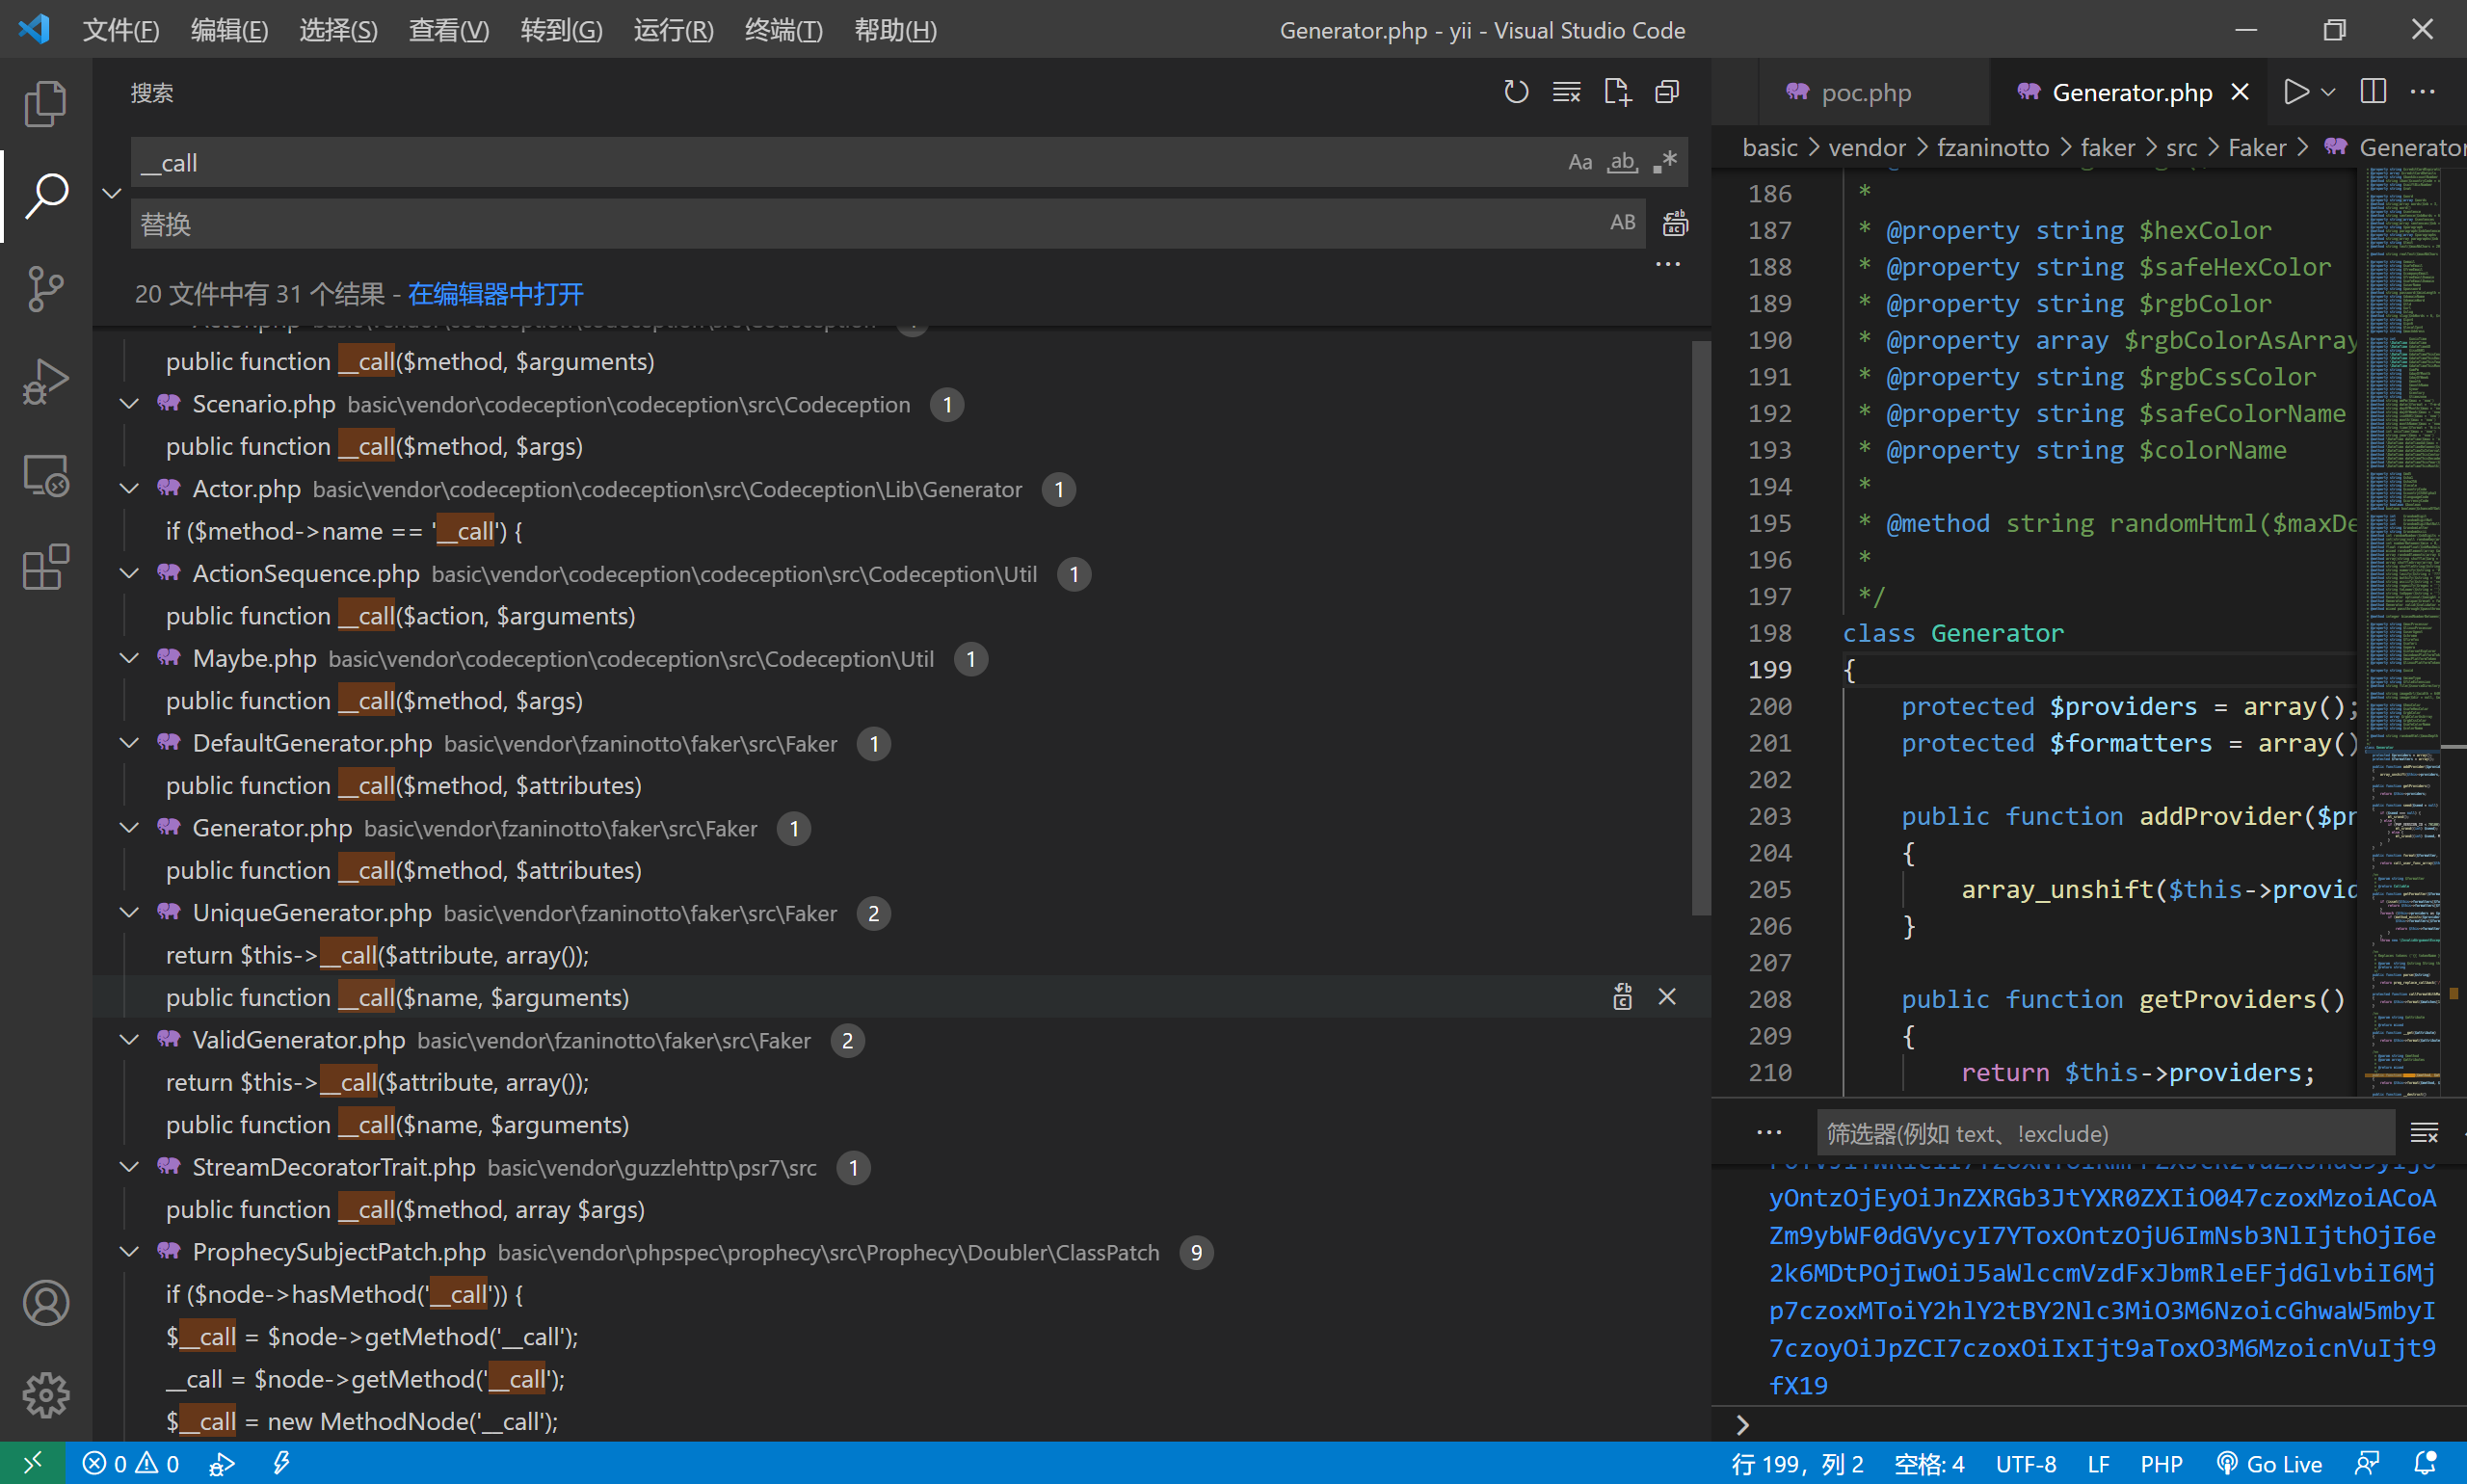 文件(F) 编辑(E) 选择(S) 查看(V) 转到(G) 运行(R) 终端(T) 帮助(H)
Generator.php - yii - Visual Studio Code
搜索
__call
Aa ab
替换
AB
20 文件中有 31 个结果 - 在编辑器中打开
Actor.php basic\vendor\codeception\codeception\src\Codeception 1
public function __call($method, $arguments)
Scenario.php basic\vendor\codeception\codeception\src\Codeception 1
public function __call($method, $args)
Actor.php basic\vendor\codeception\codeception\src\Codeception\Lib\Generator 1
if ($method->name == '__call') {
ActionSequence.php basic\vendor\codeception\codeception\src\Codeception\Util 1
public function __call($action, $arguments)
Maybe.php basic\vendor\codeception\codeception\src\Codeception\Util 1
public function __call($method, $args)
DefaultGenerator.php basic\vendor\fzaninotto\faker\src\Faker 1
public function __call($method, $attributes)
Generator.php basic\vendor\fzaninotto\faker\src\Faker 1
public function __call($method, $attributes)
UniqueGenerator.php basic\vendor\fzaninotto\faker\src\Faker 2
return $this->__call($attribute, array());
public function __call($name, $arguments)
ValidGenerator.php basic\vendor\fzaninotto\faker\src\Faker 2
return $this->__call($attribute, array());
public function __call($name, $arguments)
StreamDecoratorTrait.php basic\vendor\guzzlehttp\psr7\src 1
public function __call($method, array $args)
ProphecySubjectPatch.php basic\vendor\phpspec\prophecy\src\Prophecy\Doubler\ClassPatch 9
if ($node->hasMethod('__call')) {
$__call = $node->getMethod('__call');
__call = $node->getMethod('__call');
$__call = new MethodNode('__call');
poc.php
Generator.php
basic > vendor > fzaninotto > faker > src > Faker > Generator
186 *
187 * @property string $hexColor
188 * @property string $safeHexColor
189 * @property string $rgbColor
190 * @property array $rgbColorAsArray
191 * @property string $rgbCssColor
192 * @property string $safeColorName
193 * @property string $colorName
194 *
195 * @method string randomHtml($maxDe
196 *
197 */
198 class Generator
199 {
200 protected $providers = array();
201 protected $formatters = array()
202
203 public function addProvider($pr
204 {
205 array_unshift($this->provid
206 }
207
208 public function getProviders()
209 {
210 return $this->providers;
筛选器(例如 text、!exclude)
yOntzOjEyOiJnZXRGb3JtYXR0ZXIiO047czoxMzoiACoA
Zm9ybWF0dGVycyI7YToxOntzOjU6ImNsb3NlIjthOjI6e
2k6MDtPOjIwOiJ5aWlccmVzdFxJbmRleEFjdGlvbiI6Mj
p7czoxMToiY2hlY2tBY2Nlc3MiO3M6NzoicGhwaW5mbyI
7czoyOiJpZCI7czoxOiIxIjt9aToxO3M6MzoicnVuIjt9
fX19
0 0
行 199，列 2 空格: 4 UTF-8 LF PHP Go Live